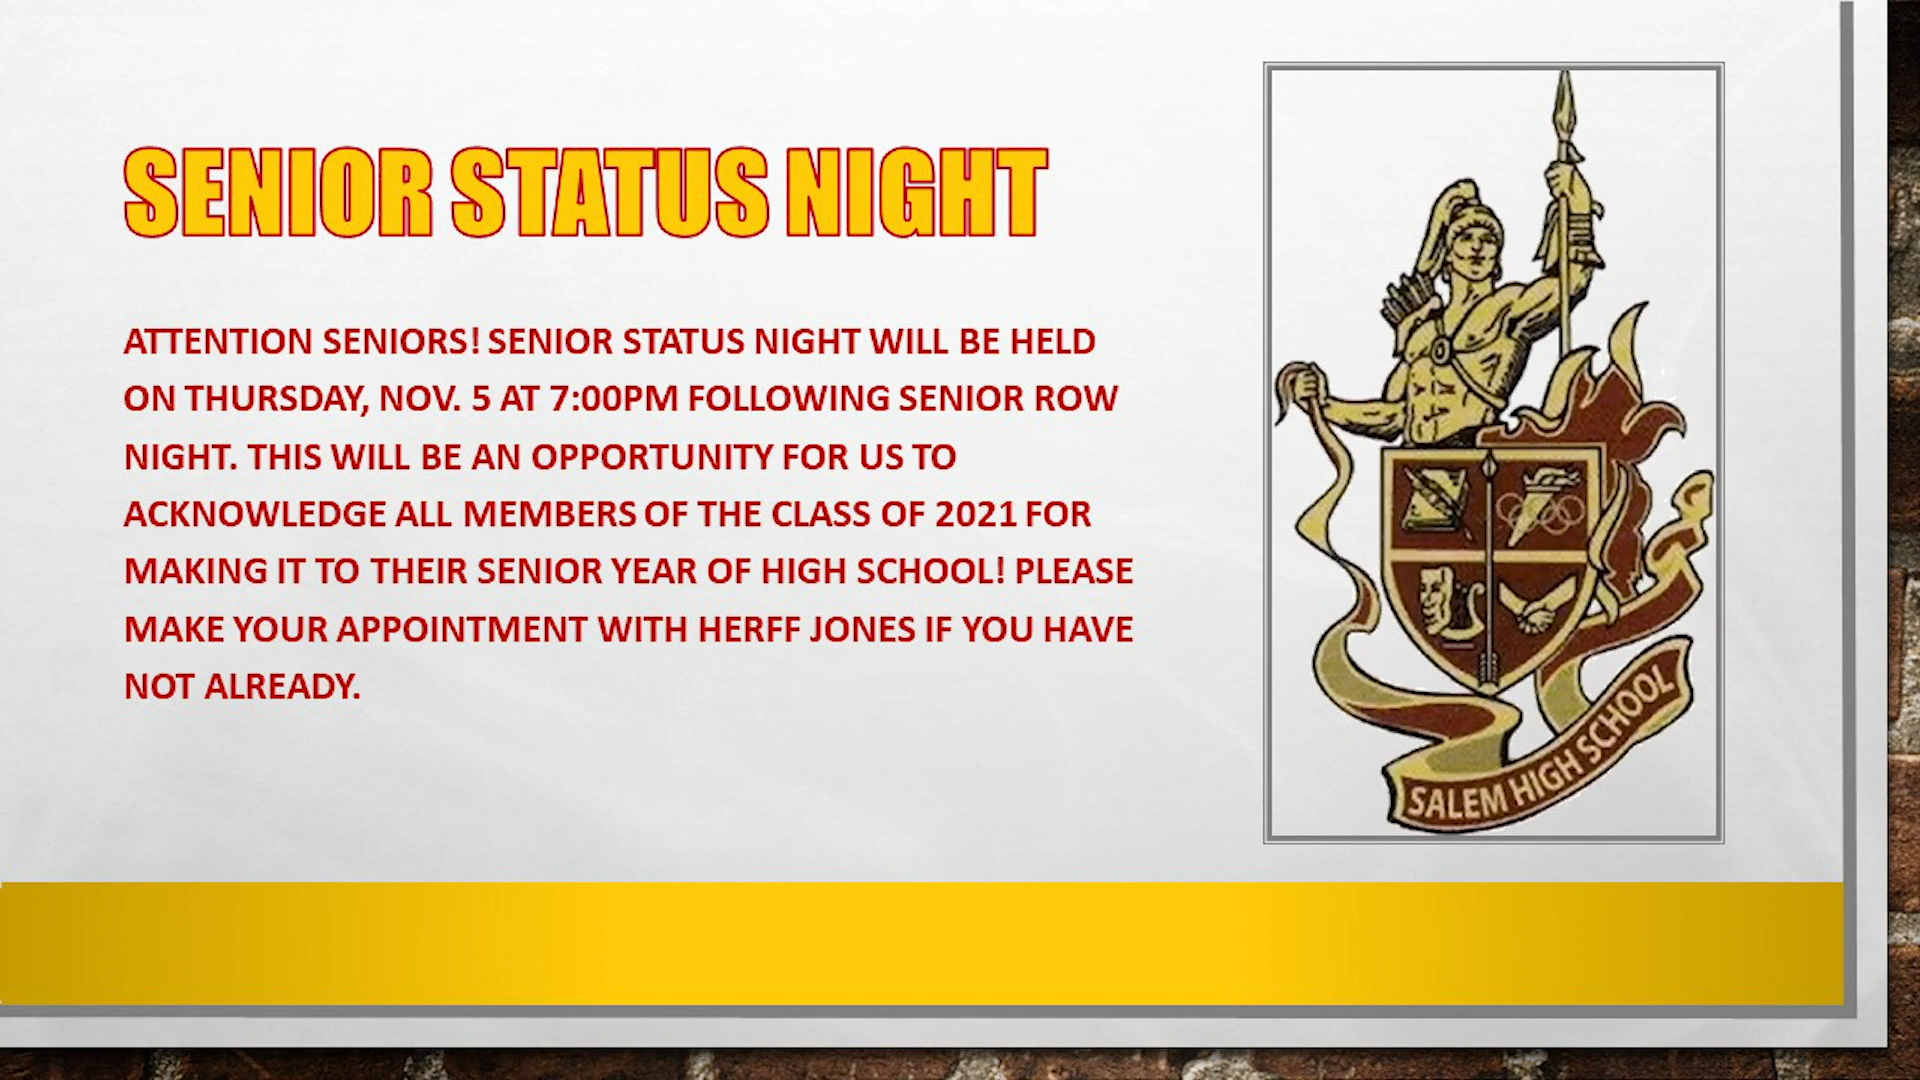 SENIOR STATUS NIGHT
ATTENTION SENIORS! SENIOR STATUS NIGHT WILL BE HELD
ON THURSDAY, NOV. 5 AT 7:00PM FOLLOWING SENIOR ROW
NIGHT. THIS WILL BE AN OPPORTUNITY FOR US TO
ACKNOWLEDGE ALL MEMBERS OF THE CLASS OF 2021 FOR
MAKING IT TO THEIR SENIOR YEAR OF HIGH SCHOOL! PLEASE
MAKE YOUR APPOINTMENT WITH HERFF JONES IF YOU HAVE
NOT ALREADY.
SALEM HIGH SCHOOL